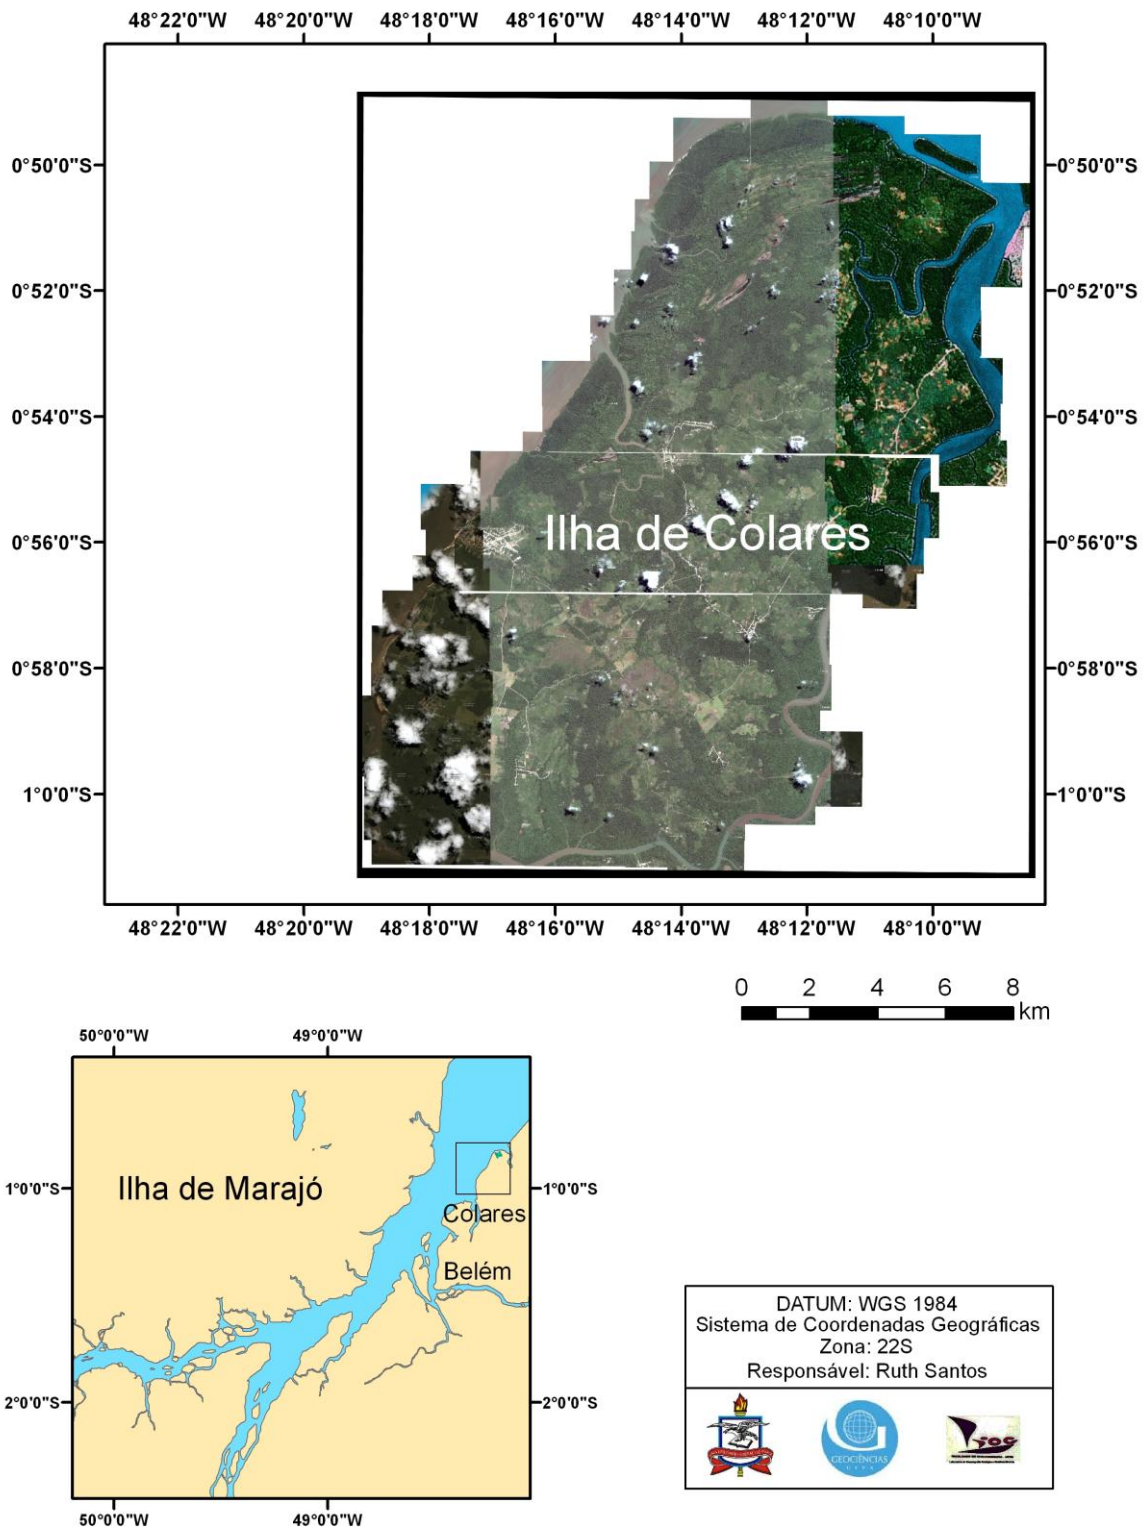 48°22'0"W 48°20'0"W 48°18'0"W 48°16'0"W 48°14'0"W 48°12'0"W 48°10'0"W
0°50'0"S 0°50'0"S
0°52'0"S 0°52'0"S
0°54'0"S 0°54'0"S
Ilha de Colares
0°56'0"S 0°56'0"S
0°58'0"S 0°58'0"S
1°0'0"S 1°0'0"S
48°22'0"W 48°20'0"W 48°18'0"W 48°16'0"W 48°14'0"W 48°12'0"W 48°10'0"W
0 2 4 6 8
km
50°0'0"W 49°0'0"W
Ilha de Marajó
1°0'0"S 1°0'0"S
Colares
Belém
2°0'0"S 2°0'0"S
50°0'0"W 49°0'0"W
DATUM: WGS 1984
Sistema de Coordenadas Geográficas
Zona: 22S
Responsável: Ruth Santos
GEOCIÊNCIAS
UFPA